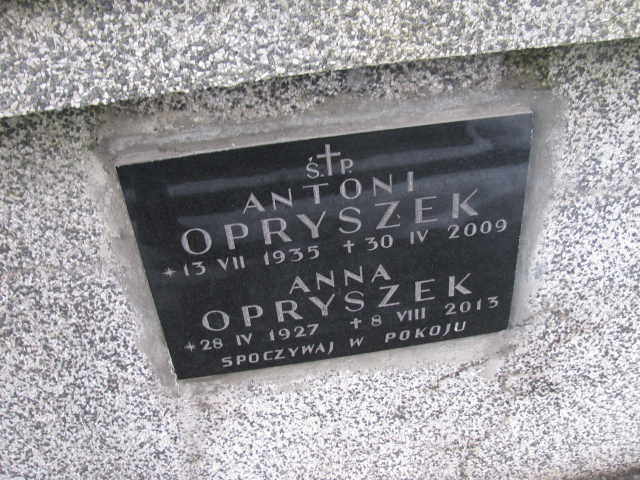 Ś.†P.
ANTONI
OPRYSZEK
*13 VII 1935 †30 IV 2009
ANNA
OPRYSZEK
*28 IV 1927 †8 VIII 2013
SPOCZYWAJ W POKOJU